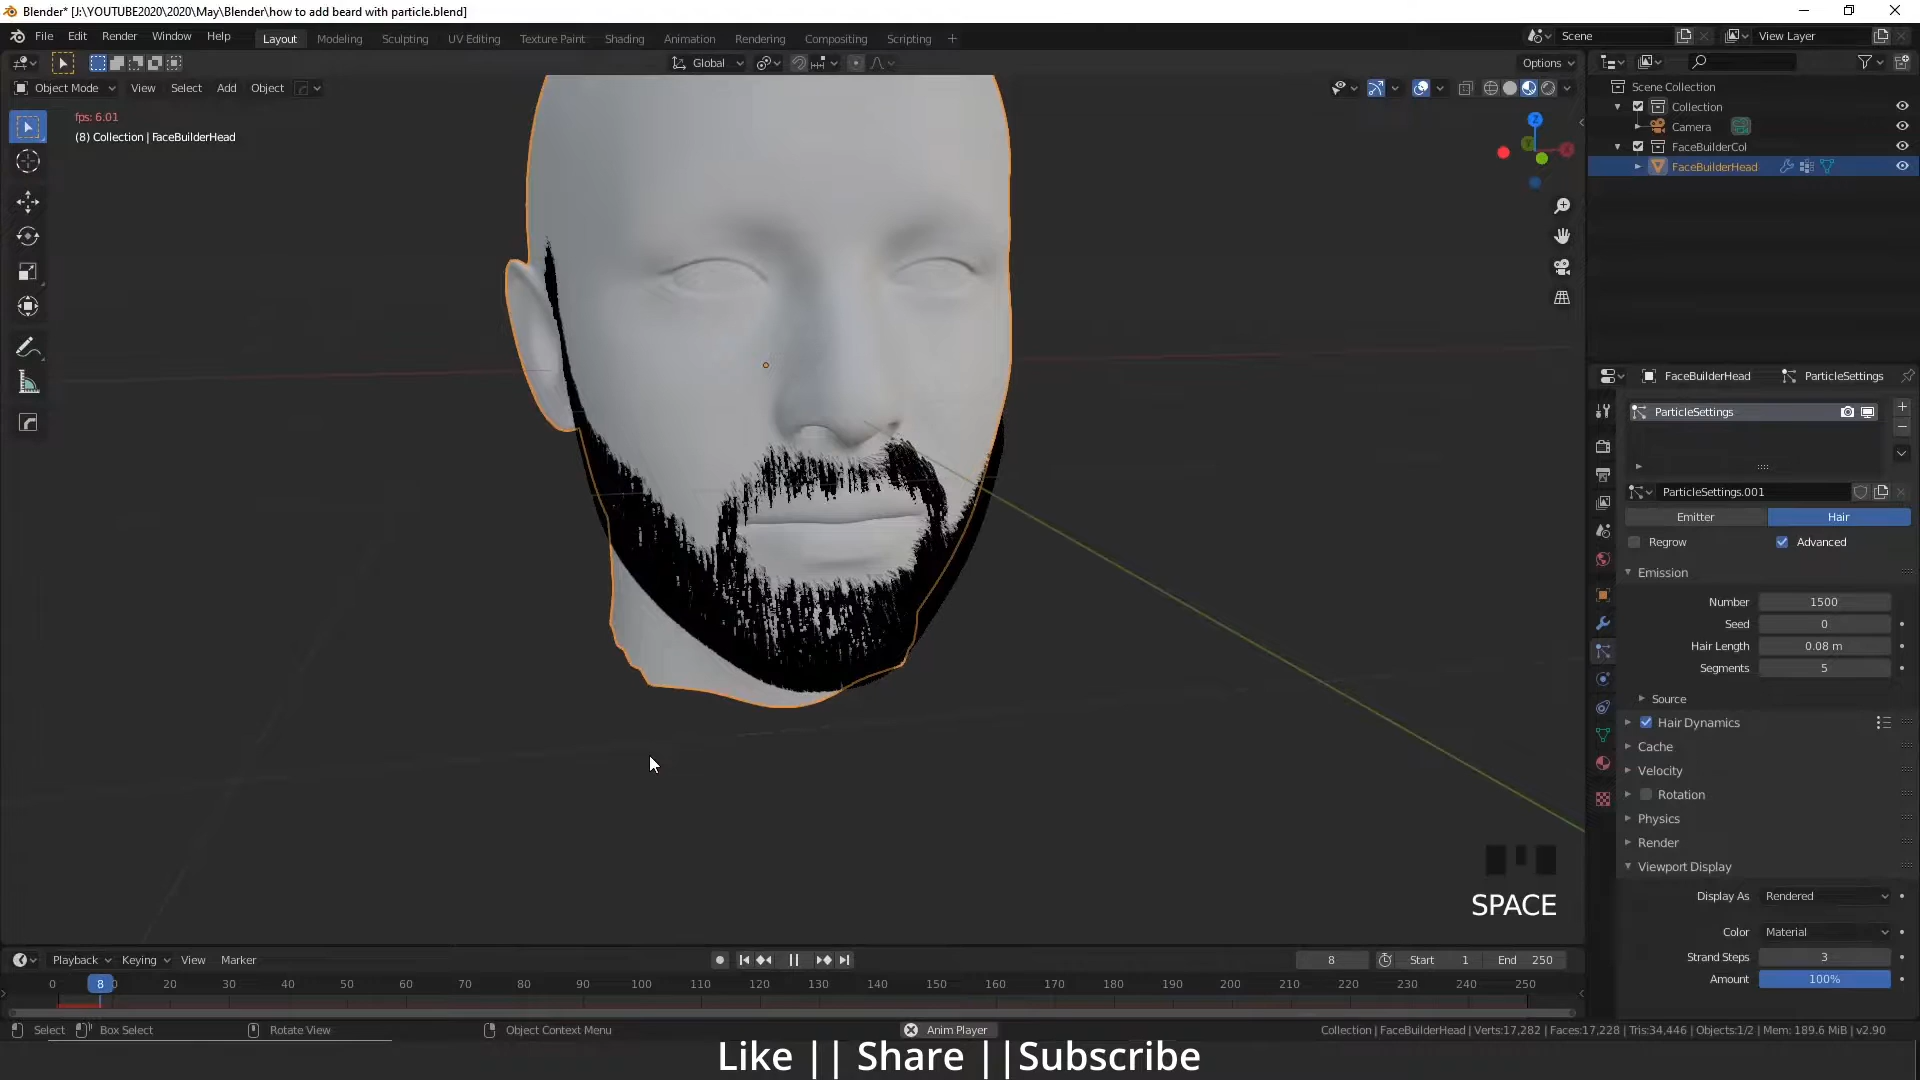 Blender* [J:\YOUTUBE2020\2020\May\Blender\how to add beard with particle.blend]
File Edit Render Window Help Layout Modeling Sculpting UV Editing Texture Paint Shading Animation Rendering Compositing Scripting + Scene View Layer
Global Options
Object Mode View Select Add Object
fps: 6.01
(8) Collection | FaceBuilderHead
Z
Scene Collection
Collection
Camera
FaceBuilderCol
FaceBuilderHead
FaceBuilderHead ParticleSettings
ParticleSettings
ParticleSettings.001
Emitter Hair
Regrow Advanced
Emission
Number 1500
Seed 0
Hair Length 0.08 m
Segments 5
Source
Hair Dynamics
Cache
Velocity
Rotation
Physics
Render
Viewport Display
Display As Rendered
Color Material
Strand Steps 3
Amount 100%
SPACE
Playback Keying View Marker 8 Start 1 End 250
0 8 20 30 40 50 60 70 80 90 100 110 120 130 140 150 160 170 180 190 200 210 220 230 240 250
Select Box Select Rotate View Object Context Menu Anim Player Collection | FaceBuilderHead | Verts:17,282 | Faces:17,228 | Tris:34,446 | Objects:1/2 | Mem: 189.6 MiB | v2.90
Like || Share ||Subscribe